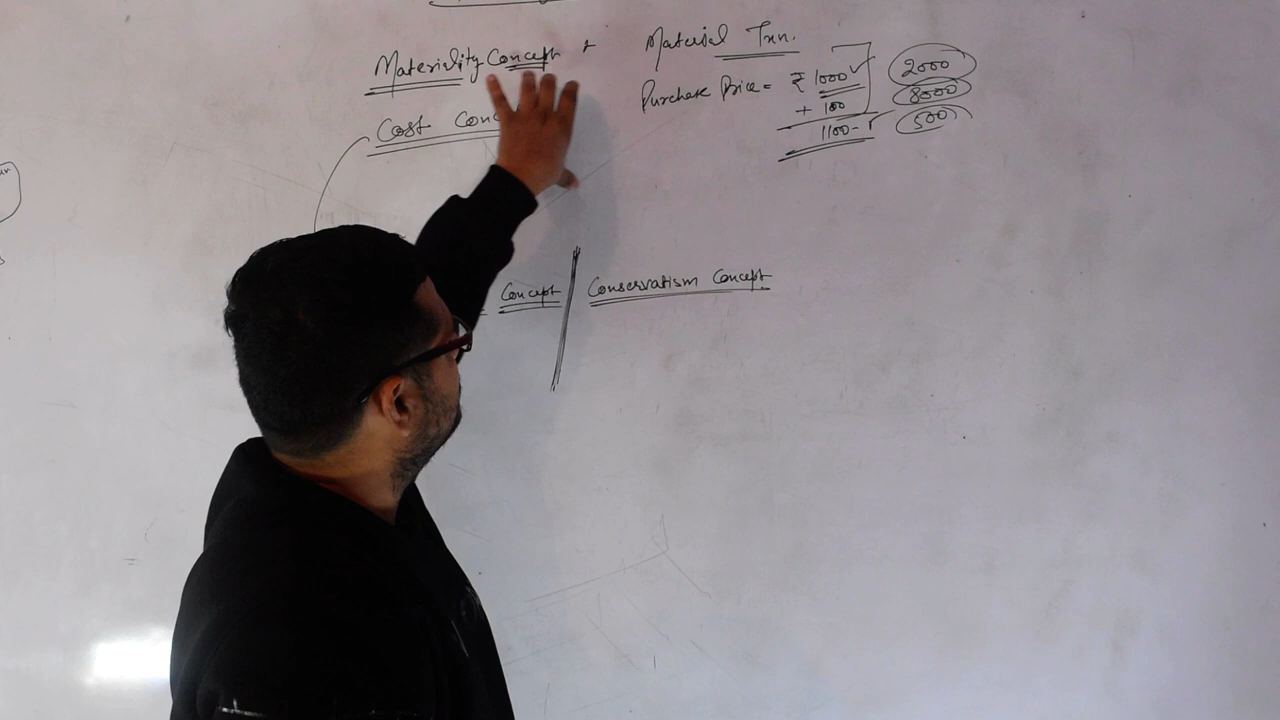 Materiality Concept
Material Txn.
Purchase Price = ₹ 1000
+ 100
1100-
2000
8000
500
Cost Conc
Concept
Conservatism Concept